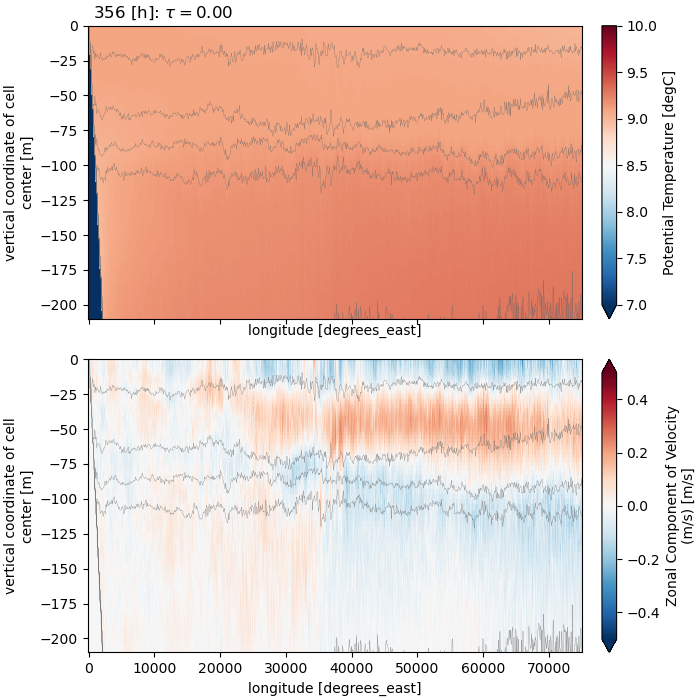 356 [h]: τ = 0.00
0
−25
−50
−75
−100
−125
−150
−175
−200
vertical coordinate of cell
center [m]
longitude [degrees_east]
10.0
9.5
9.0
8.5
8.0
7.5
7.0
Potential Temperature [degC]
0
−25
−50
−75
−100
−125
−150
−175
−200
vertical coordinate of cell
center [m]
0 10000 20000 30000 40000 50000 60000 70000
longitude [degrees_east]
0.4
0.2
0.0
−0.2
−0.4
Zonal Component of Velocity
(m/s) [m/s]